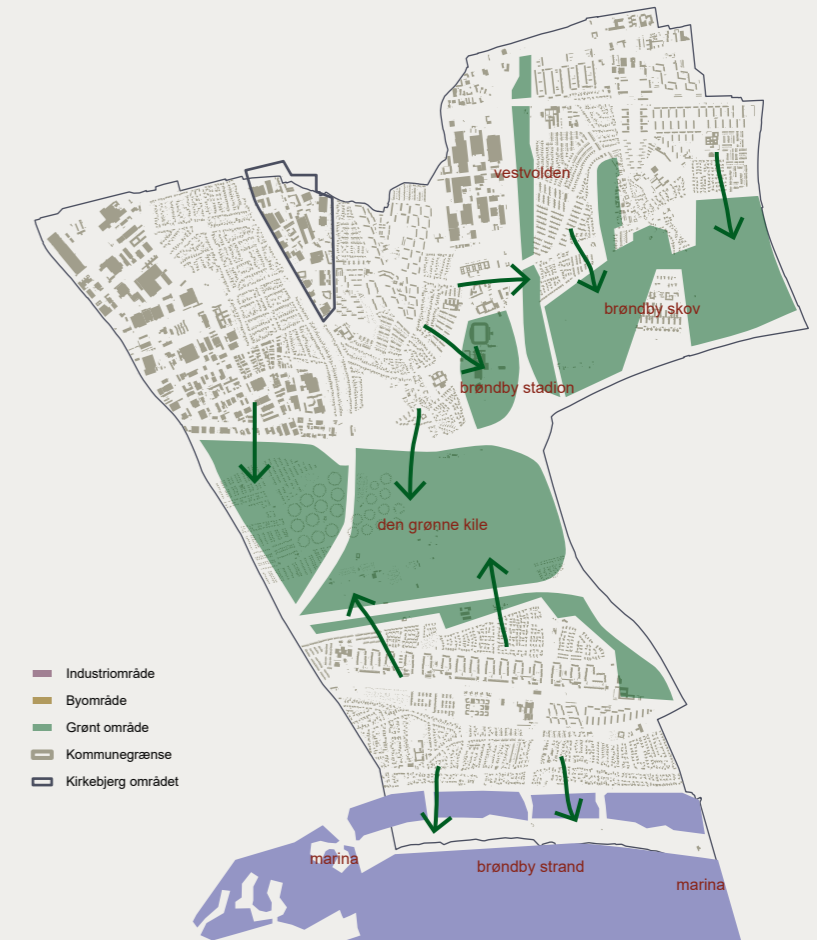 vestvolden
brøndby skov
brøndby stadion
den grønne kile
Industriområde
Byområde
Grønt område
Kommunegrænse
Kirkebjerg området
marina
brøndby strand
marina